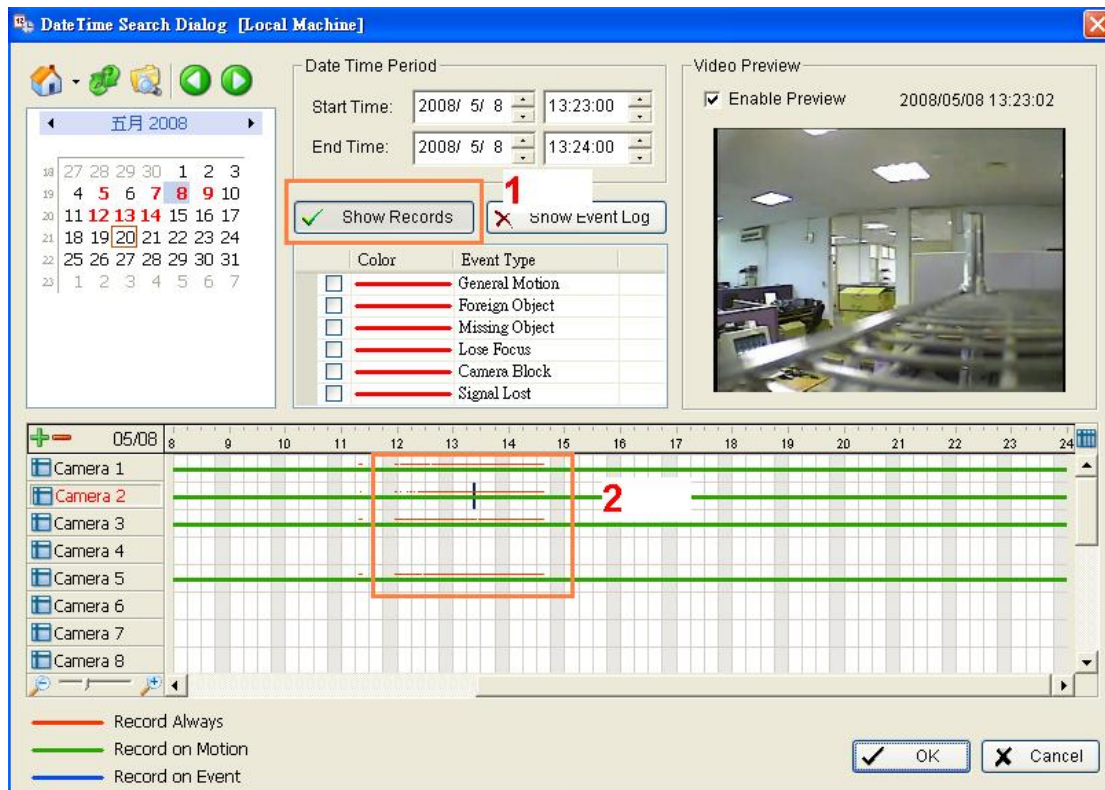 DateTime Search Dialog [Local Machine]
Date Time Period
Start Time: 2008/ 5/ 8 13:23:00
End Time: 2008/ 5/ 8 13:24:00
Video Preview
Enable Preview 2008/05/08 13:23:02
五月 2008
18 27 28 29 30 1 2 3
19 4 5 6 7 8 9 10
20 11 12 13 14 15 16 17
21 18 19 20 21 22 23 24
22 25 26 27 28 29 30 31
23 1 2 3 4 5 6 7
1
Show Records
Show Event Log
Color Event Type
General Motion
Foreign Object
Missing Object
Lose Focus
Camera Block
Signal Lost
05/08 8 9 10 11 12 13 14 15 16 17 18 19 20 21 22 23 24
Camera 1
Camera 2
2
Camera 3
Camera 4
Camera 5
Camera 6
Camera 7
Camera 8
Record Always
Record on Motion
Record on Event
OK
Cancel